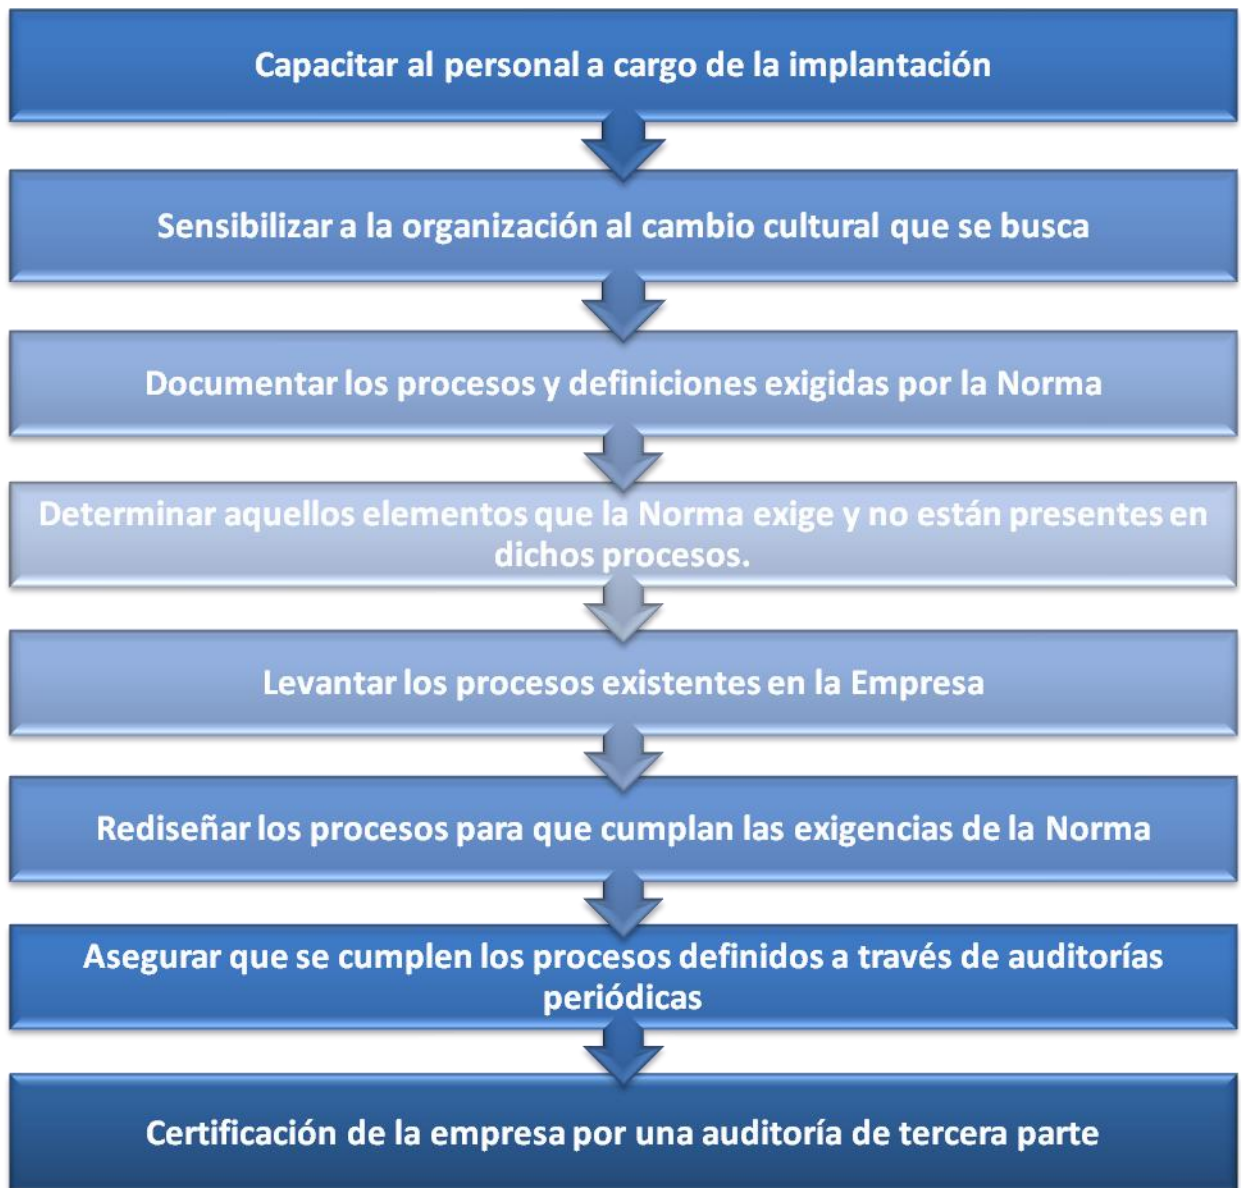 Capacitar al personal a cargo de la implantación
Sensibilizar a la organización al cambio cultural que se busca
Documentar los procesos y definiciones exigidas por la Norma
Determinar aquellos elementos que la Norma exige y no están presentes en
dichos procesos.
Levantar los procesos existentes en la Empresa
Rediseñar los procesos para que cumplan las exigencias de la Norma
Asegurar que se cumplen los procesos definidos a través de auditorías
periódicas
Certificación de la empresa por una auditoría de tercera parte